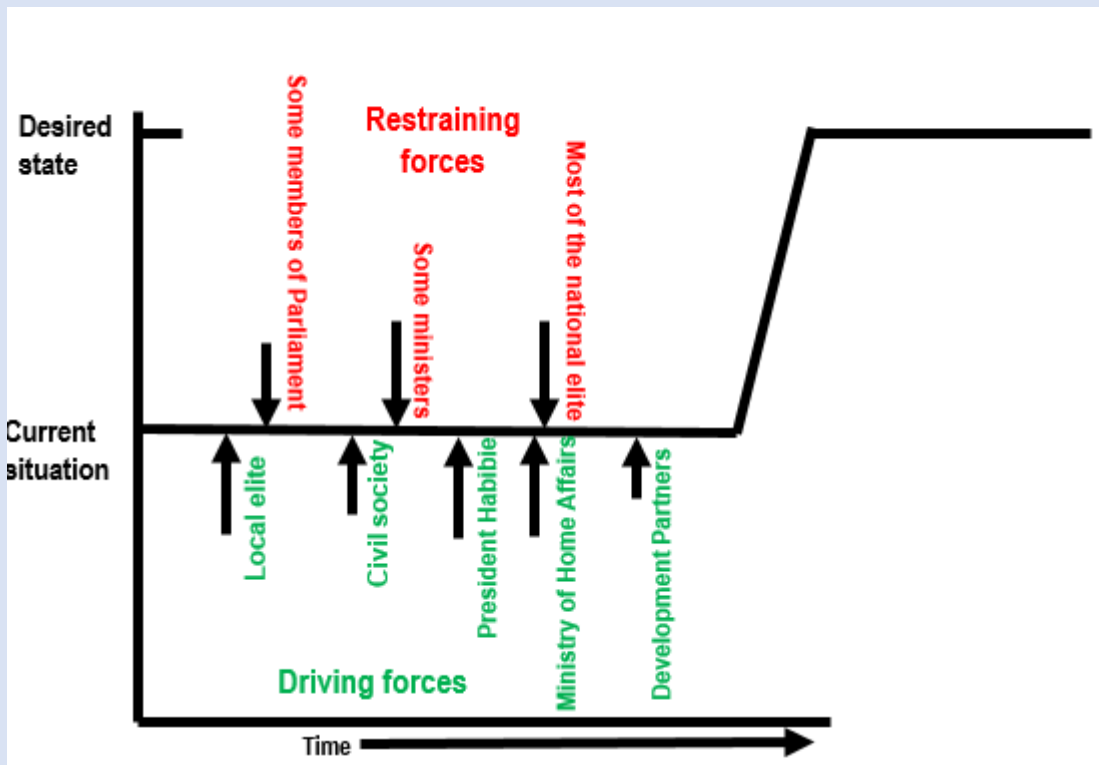 Desired
state
Some members of Parliament
Restraining
forces
Some ministers
Most of the national elite
Current
situation
Local elite
Civil society
President Habibie
Ministry of Home Affairs
Development Partners
Driving forces
Time